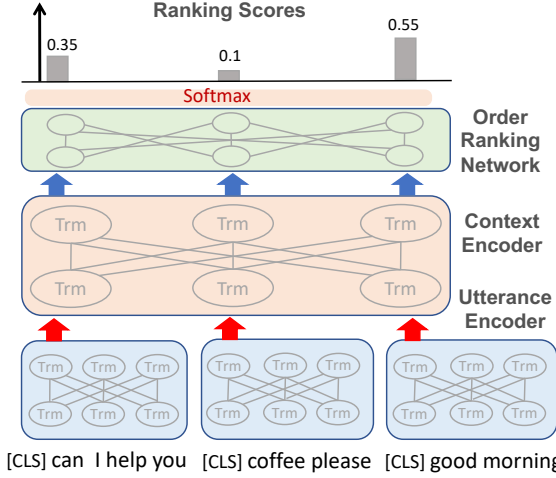 Ranking Scores
0.35
0.1
0.55
Softmax
Order
Ranking
Network
Trm Trm Trm
Context
Encoder
Trm Trm Trm
Utterance
Encoder
Trm Trm Trm Trm Trm Trm Trm Trm Trm
Trm Trm Trm Trm Trm Trm Trm Trm Trm
[CLS] can I help you [CLS] coffee please [CLS] good morning